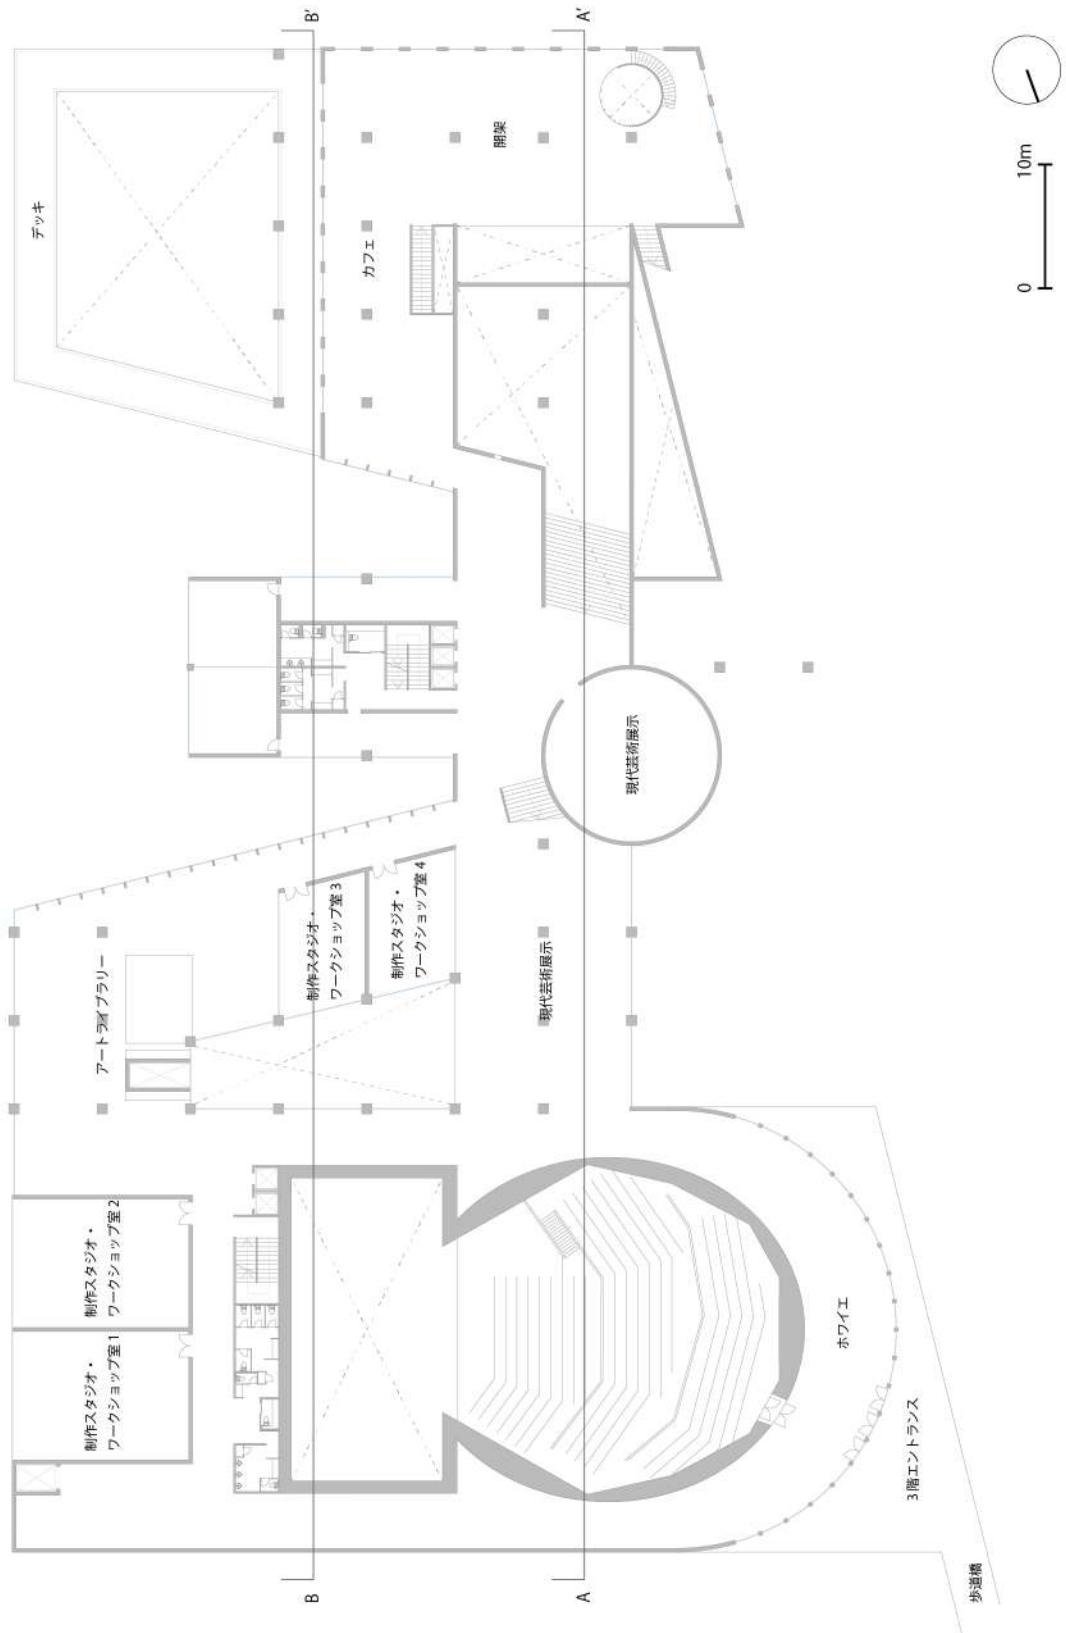 B'
A'
デッキ
カフェ
開架
10m
0
現代芸術展示
アートライブラリー
制作スタジオ・
ワークショップ室 3
制作スタジオ・
ワークショップ室 4
現代芸術展示
制作スタジオ・
ワークショップ室 2
制作スタジオ・
ワークショップ室 1
ホワイエ
3 階エントランス
歩道橋
B
A